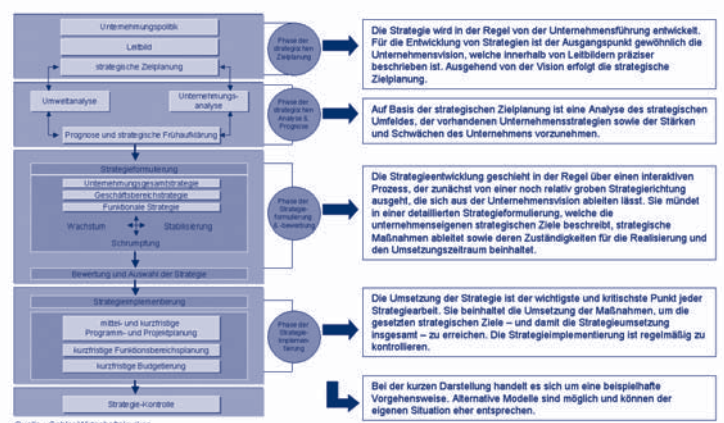 Unternehmungspolitik
Leitbild
strategische Zielplanung
Phase der
strategischen
Zielplanung
Die Strategie wird in der Regel von der Unternehmensführung entwickelt.
Für die Entwicklung von Strategien ist der Ausgangspunkt gewöhnlich die
Unternehmensvision, welche innerhalb von Leitbildern präziser
beschrieben ist. Ausgehend von der Vision erfolgt die strategische
Zielplanung.
Umweltanalyse
Unternehmungs-
analyse
Prognose und strategische Frühaufklärung
Phase der
strategischen
Analyse &
Prognose
Auf Basis der strategischen Zielplanung ist eine Analyse des strategischen
Umfeldes, der vorhandenen Unternehmensstrategien sowie der Stärken
und Schwächen des Unternehmens vorzunehmen.
Strategieformulierung
Unternehmungsgesamtstrategie
Geschäftsbereichstrategie
Funktionale Strategie
Wachstum
Stabilisierung
Schrumpfung
Bewertung und Auswahl der Strategie
Phase der
Strategie-
formulierung
& -bewertung
Die Strategieentwicklung geschieht in der Regel über einen interaktiven
Prozess, der zunächst von einer noch relativ groben Strategierichtung
ausgeht, die sich aus der Unternehmensvision ableiten lässt. Sie mündet
in einer detaillierten Strategieformulierung, welche die
unternehmenseigenen strategischen Ziele beschreibt, strategische
Maßnahmen ableitet sowie deren Zuständigkeiten für die Realisierung und
den Umsetzungszeitraum beinhaltet.
Strategieimplementierung
mittel- und kurzfristige
Programm- und Projektplanung
kurzfristige Funktionsbereichsplanung
kurzfristige Budgetierung
Phase der
Strategie-
implemen-
tierung
Die Umsetzung der Strategie ist der wichtigste und kritischste Punkt jeder
Strategiearbeit. Sie beinhaltet die Umsetzung der Maßnahmen, um die
gesetzten strategischen Ziele – und damit die Strategieumsetzung
insgesamt – zu erreichen. Die Strategieimplementierung ist regelmäßig zu
kontrollieren.
Strategie-Kontrolle
Bei der kurzen Darstellung handelt es sich um eine beispielhafte
Vorgehensweise. Alternative Modelle sind möglich und können der
eigenen Situation eher entsprechen.